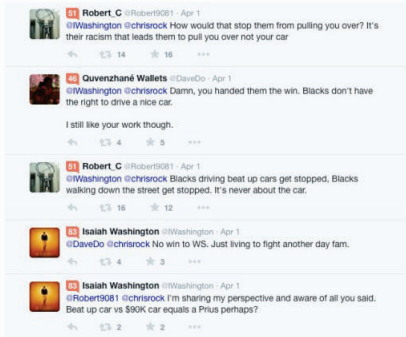 51 Robert_C @Robert9081 · Apr 1
@IWashington @chrisrock How would that stop them from pulling you over? It's
their racism that leads them to pull you over not your car
14 16
46 Quvenzhané Wallets @DaveDo · Apr 1
@IWashington @chrisrock Damn, you handed them the win. Blacks don't have
the right to drive a nice car.
I still like your work though.
4 5
51 Robert_C @Robert9081 · Apr 1
@IWashington @chrisrock Blacks driving beat up cars get stopped, Blacks
walking down the street get stopped. It's never about the car.
16 12
83 Isaiah Washington @IWashington · Apr 1
@DaveDo @chrisrock No win to WS. Just living to fight another day fam.
4 3
83 Isaiah Washington @IWashington · Apr 1
@Robert9081 @chrisrock I'm sharing my perspective and aware of all you said.
Beat up car vs $90K car equals a Prius perhaps?
2 2